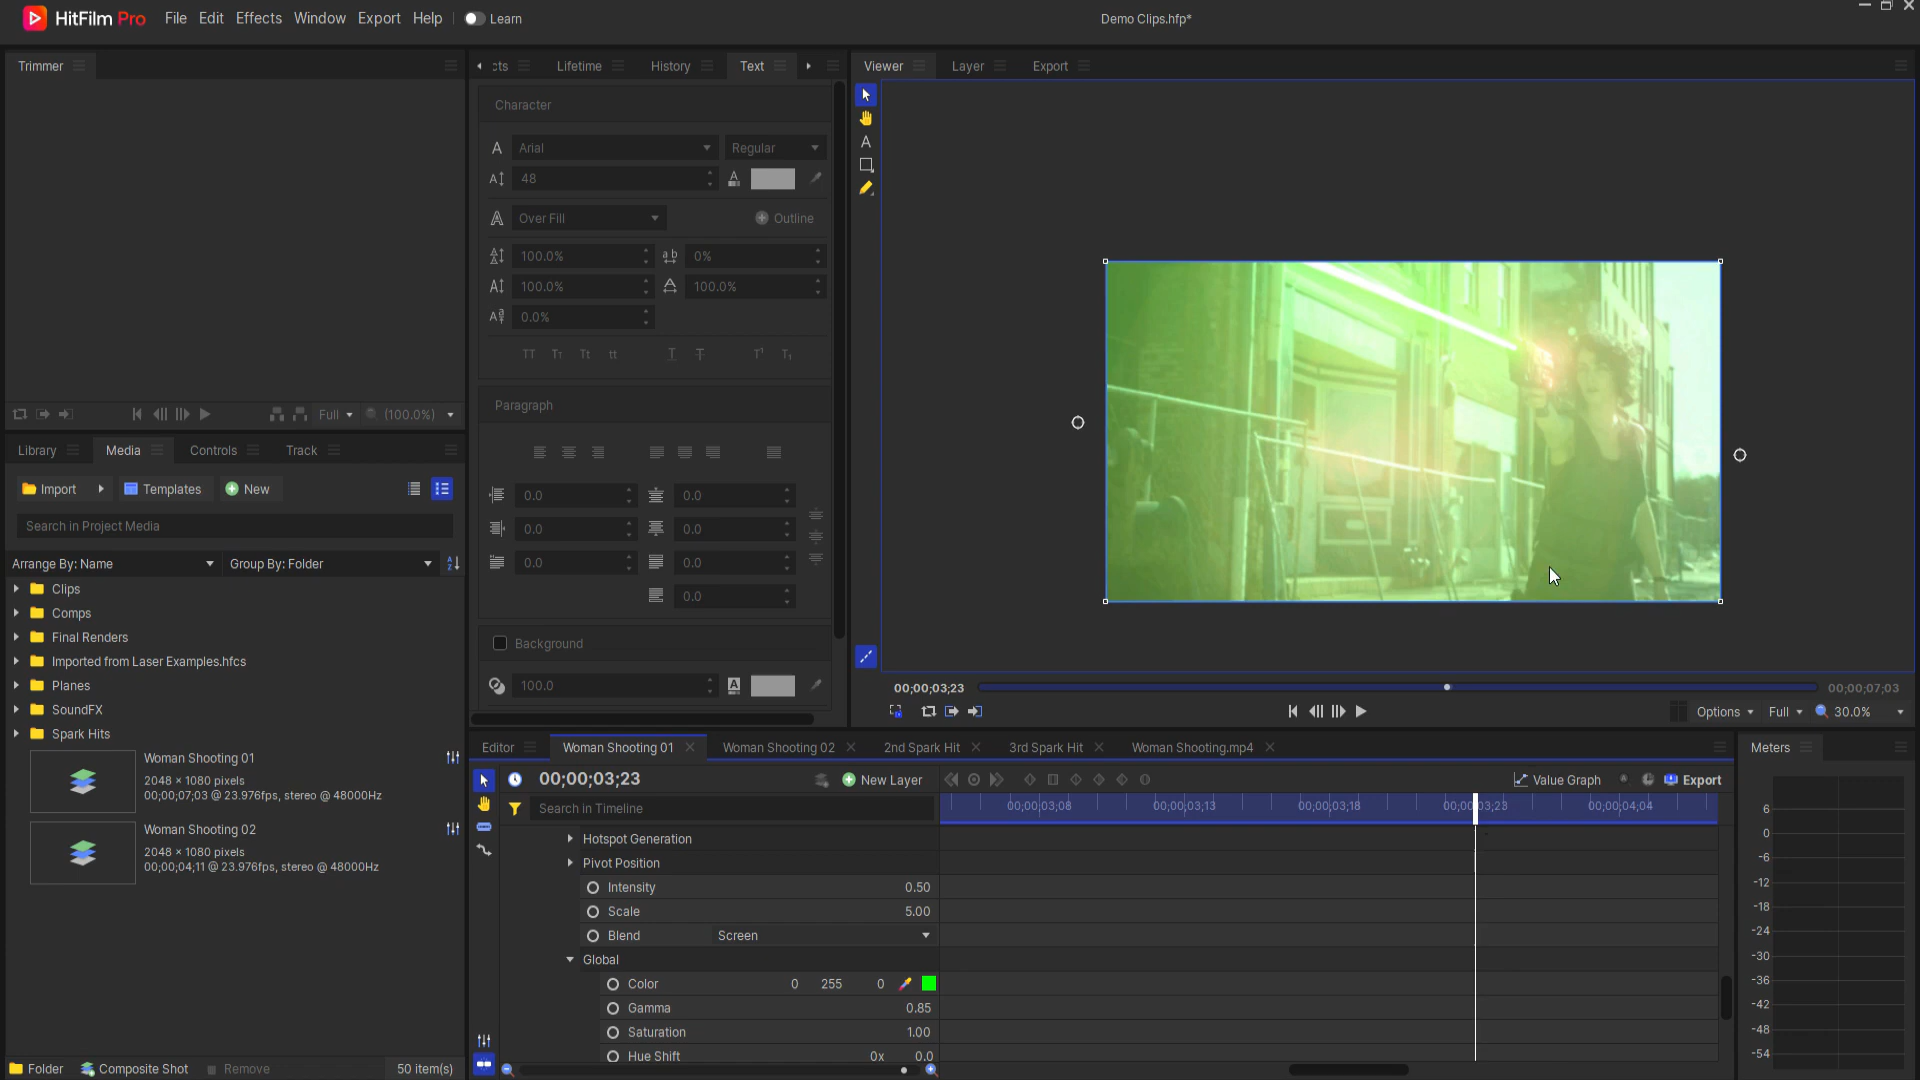 HitFilm Pro File Edit Effects Window Export Help Learn Demo Clips.hfp*
Trimmer
cts Lifetime History Text
Viewer Layer Export
Character
Arial Regular
48
Over Fill Outline
100.0% 0%
100.0% 100.0%
0.0%
TT Tt Tt tt T T T¹ T₁
Paragraph
0.0 0.0
0.0 0.0
0.0 0.0
0.0
Background
100.0
Full (100.0%)
Library Media Controls Track
Import Templates New
Search in Project Media
Arrange By: Name Group By: Folder
Clips
Comps
Final Renders
Imported from Laser Examples.hfcs
Planes
SoundFX
Spark Hits
Woman Shooting 01
2048 × 1080 pixels
00;00;07;03 @ 23.976fps, stereo @ 48000Hz
Woman Shooting 02
2048 × 1080 pixels
00;00;04;11 @ 23.976fps, stereo @ 48000Hz
Folder Composite Shot Remove 50 item(s)
00;00;03;23 00;00;07;03
Options Full 30.0%
Editor Woman Shooting 01 Woman Shooting 02 2nd Spark Hit 3rd Spark Hit Woman Shooting.mp4
00;00;03;23 New Layer Value Graph Export
Search in Timeline
00;00;03;08 00;00;03;13 00;00;03;18 00;00;03;23 00;00;04;04
Hotspot Generation
Pivot Position
Intensity 0.50
Scale 5.00
Blend Screen
Global
Color 0 255 0
Gamma 0.85
Saturation 1.00
Hue Shift 0x 0.0
Meters
6
0
-6
-12
-18
-24
-30
-36
-42
-48
-54